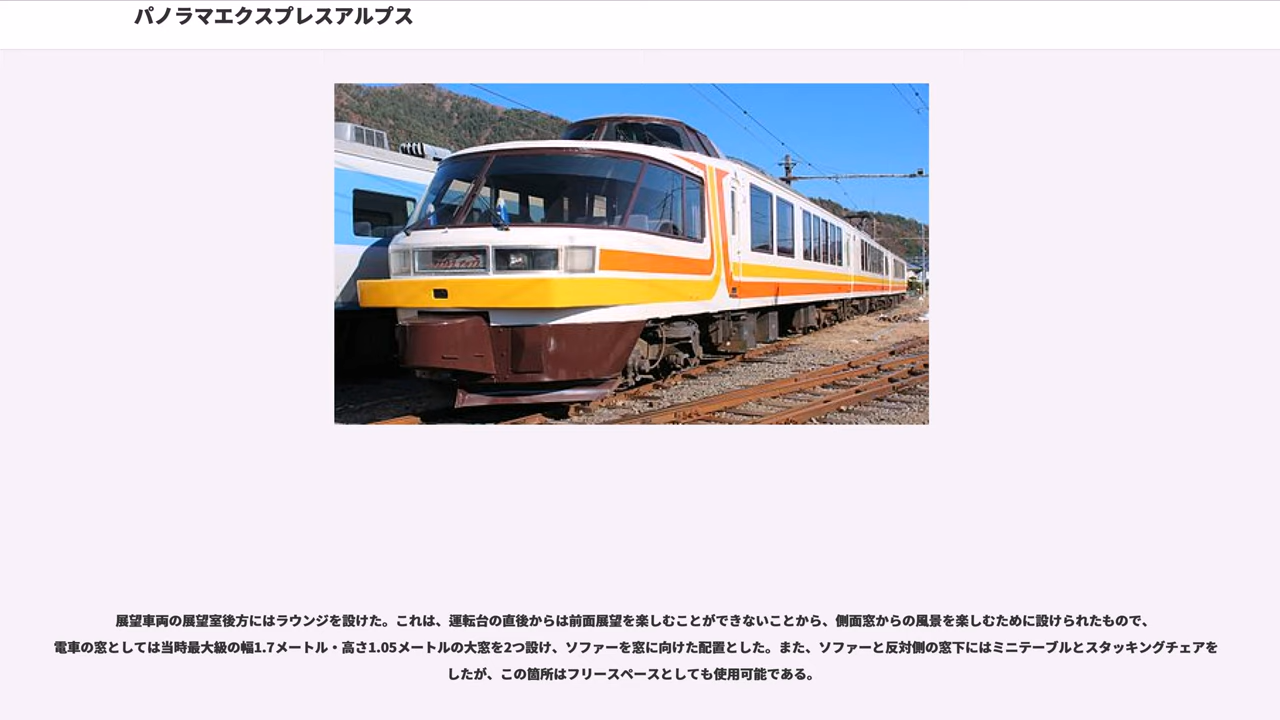 パノラマエクスプレスアルプス
展望車両の展望室後方にはラウンジを設けた。これは、運転台の直後からは前面展望を楽しむことができないことから、側面窓からの風景を楽しむために設けられたもので、
電車の窓としては当時最大級の幅1.7メートル・高さ1.05メートルの大窓を2つ設け、ソファーを窓に向けた配置とした。また、ソファーと反対側の窓下にはミニテーブルとスタッキングチェアを
したが、この箇所はフリースペースとしても使用可能である。